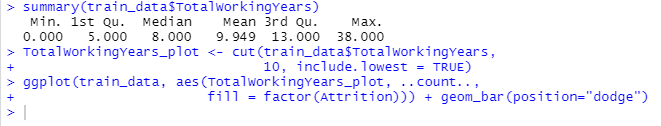 > summary(train_data$TotalWorkingYears)
   Min. 1st Qu.  Median    Mean 3rd Qu.    Max.
  0.000   5.000   8.000   9.949  13.000  38.000
> TotalWorkingYears_plot <- cut(train_data$TotalWorkingYears,
+                               10, include.lowest = TRUE)
> ggplot(train_data, aes(TotalWorkingYears_plot, ..count..,
+                        fill = factor(Attrition))) + geom_bar(position="dodge")
>